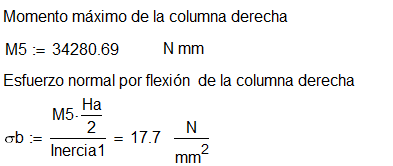 Momento máximo de la columna derecha
M5 := 34280.69 N mm
Esfuerzo normal por flexión de la columna derecha
σb := (M5·Ha/2)/Inercia1 = 17.7 N/mm²